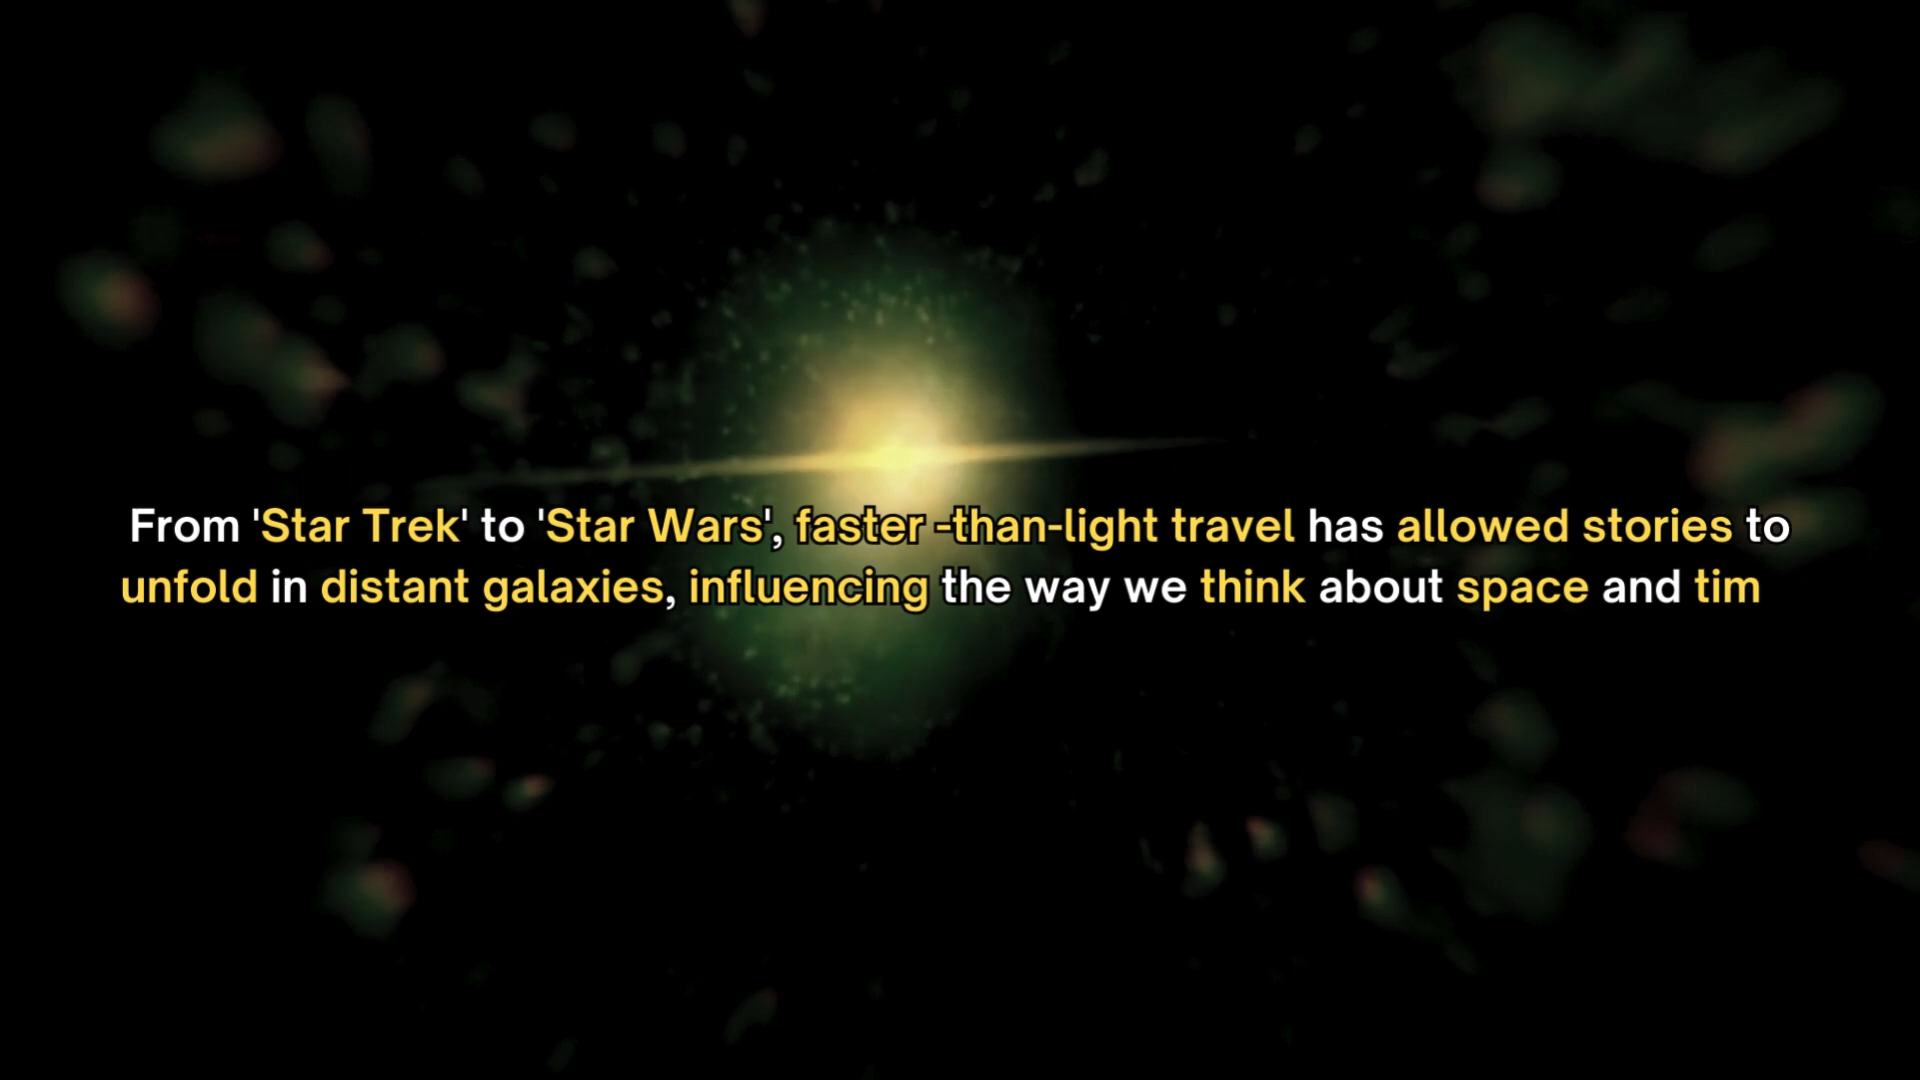 From 'Star Trek' to 'Star Wars', faster -than-light travel has allowed stories to
unfold in distant galaxies, influencing the way we think about space and tim